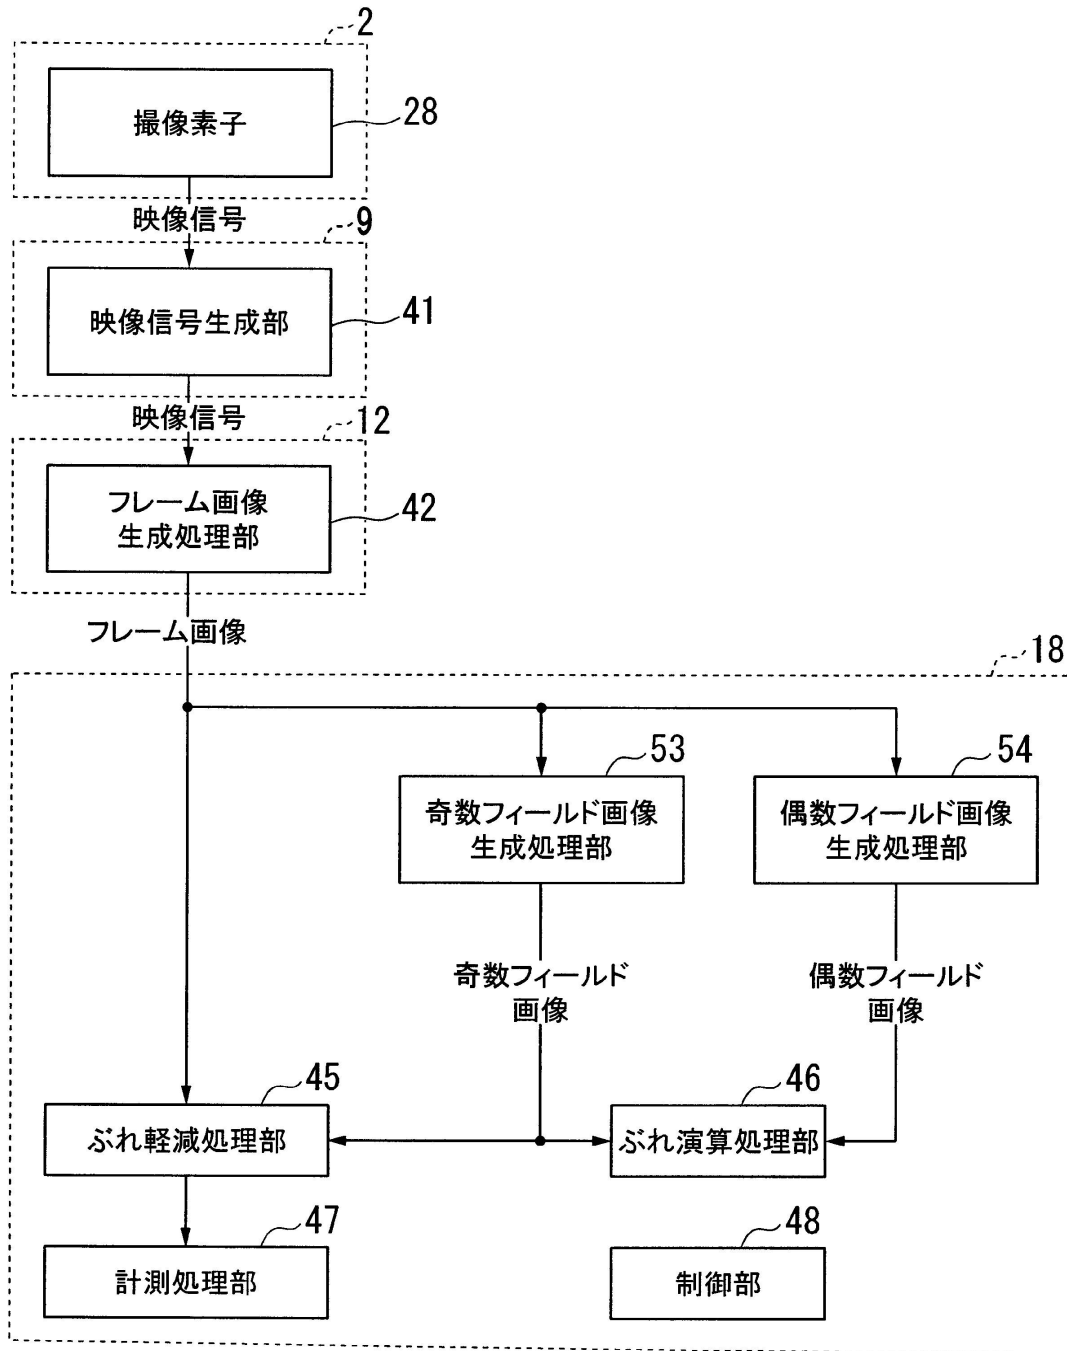 2
撮像素子
28
映像信号
9
映像信号生成部
41
映像信号
12
フレーム画像
生成処理部
42
フレーム画像
18
53
54
奇数フィールド画像
生成処理部
偶数フィールド画像
生成処理部
奇数フィールド
画像
偶数フィールド
画像
45
46
ぶれ軽減処理部
ぶれ演算処理部
47
48
計測処理部
制御部